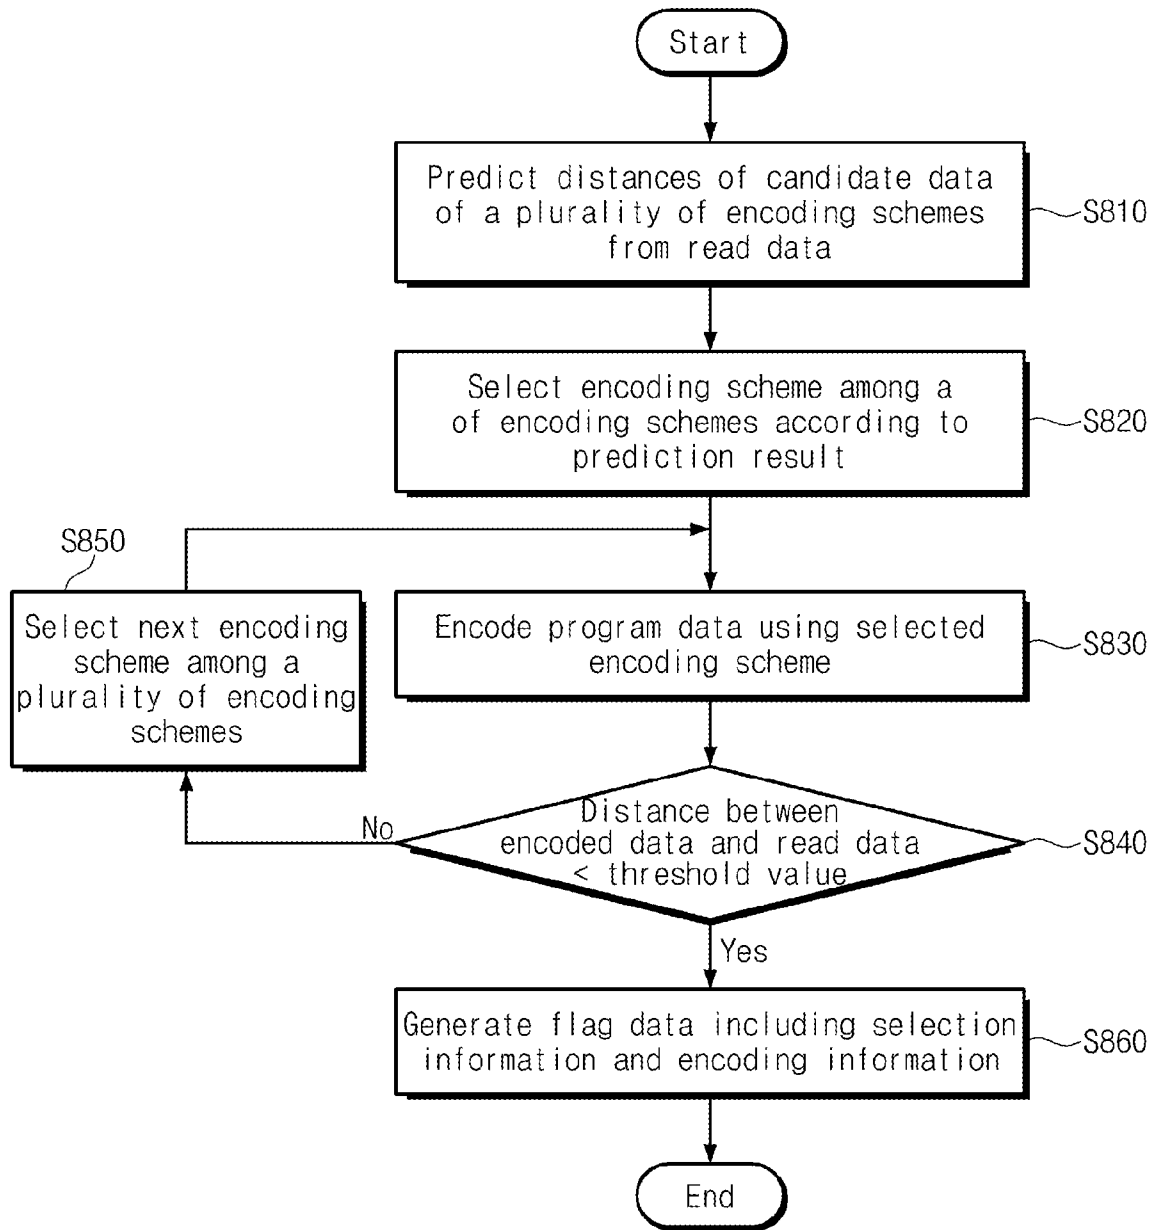 Start
Predict distances of candidate data
of a plurality of encoding schemes
from read data
S810
Select encoding scheme among a
of encoding schemes according to
prediction result
S820
S850
Select next encoding
scheme among a
plurality of encoding
schemes
Encode program data using selected
encoding scheme
S830
Distance between
encoded data and read data
< threshold value
S840
No
Yes
Generate flag data including selection
information and encoding information
S860
End